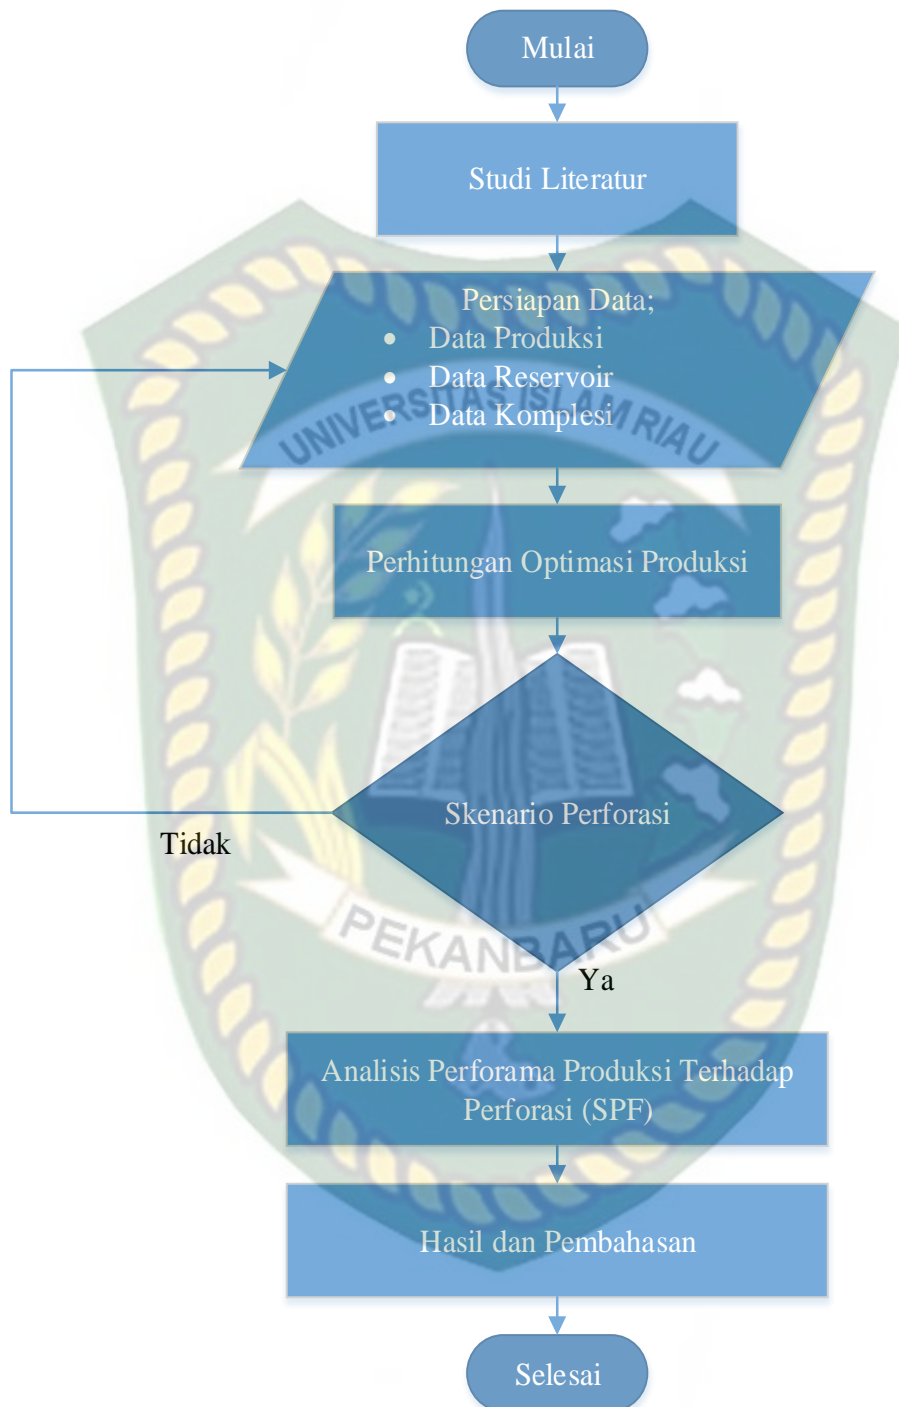 Mulai
Studi Literatur
Persiapan Data;
• Data Produksi
• Data Reservoir
• Data Komplesi
UNIVERSITAS ISLAM RIAU
Perhitungan Optimasi Produksi
Skenario Perforasi
Tidak
PEKANBARU
Ya
Analisis Perforama Produksi Terhadap
Perforasi (SPF)
Hasil dan Pembahasan
Selesai